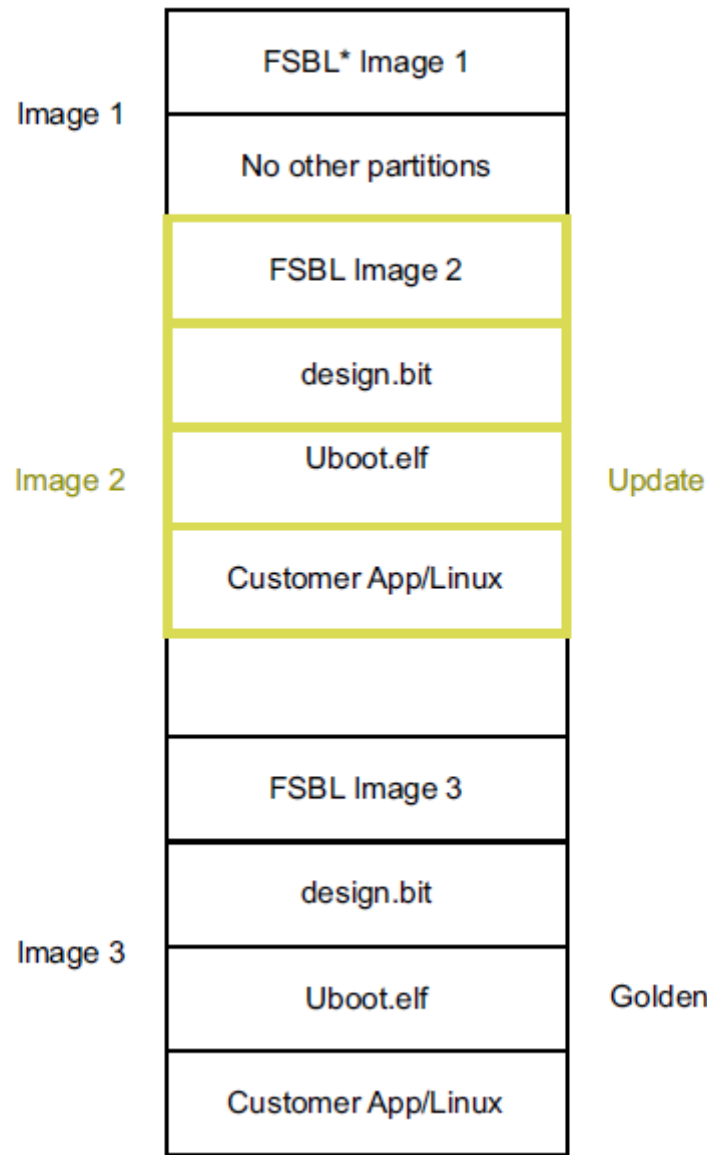 FSBL* Image 1
Image 1
No other partitions
FSBL Image 2
design.bit
Uboot.elf
Image 2
Update
Customer App/Linux
FSBL Image 3
design.bit
Image 3
Uboot.elf
Golden
Customer App/Linux